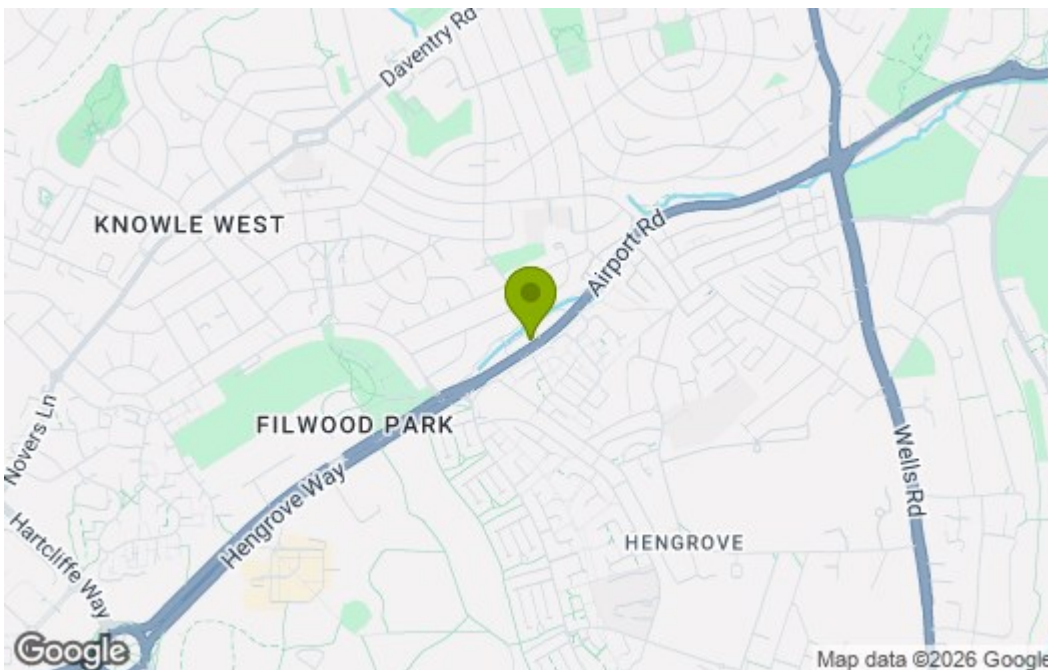 Daventry Rd
KNOWLE WEST
Airport Rd
Novers Ln
FILWOOD PARK
Hengrove Way
Wells Rd
Hartcliffe Way
HENGROVE
Google
Map data ©2026 Google